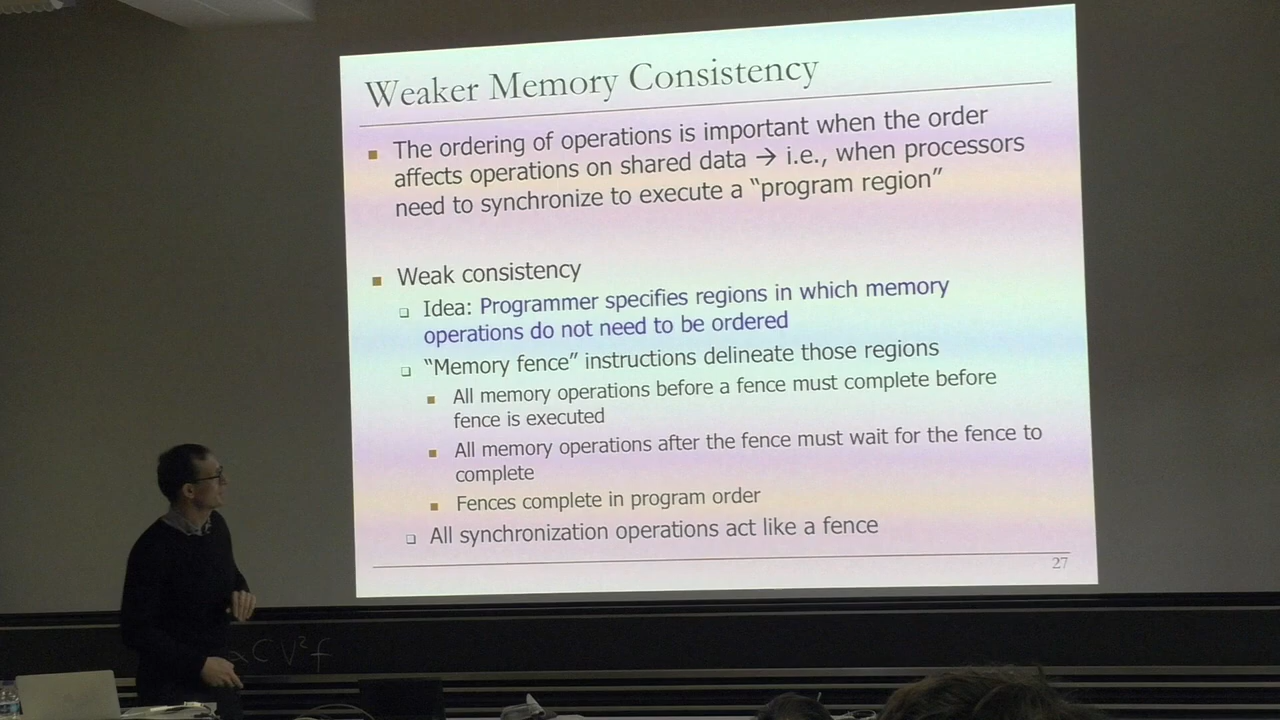 Weaker Memory Consistency
The ordering of operations is important when the order
affects operations on shared data → i.e., when processors
need to synchronize to execute a “program region”
Weak consistency
Idea: Programmer specifies regions in which memory
operations do not need to be ordered
“Memory fence” instructions delineate those regions
All memory operations before a fence must complete before
fence is executed
All memory operations after the fence must wait for the fence to
complete
Fences complete in program order
All synchronization operations act like a fence
27
CV²f